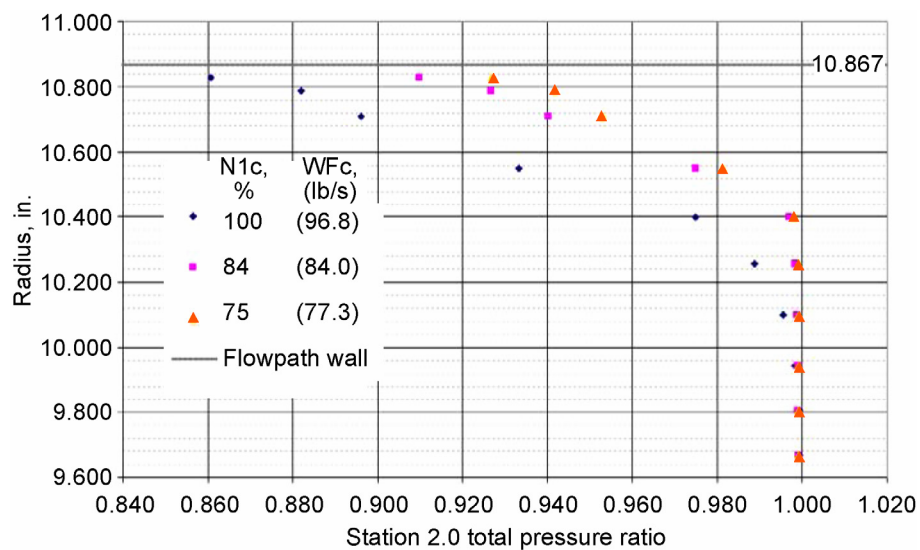 11.000
10.867
10.800
10.600
N1c, WFc,
% (lb/s)
10.400
100 (96.8)
84 (84.0)
10.200
75 (77.3)
10.000
Flowpath wall
9.800
9.600
Radius, in.
0.840 0.860 0.880 0.900 0.920 0.940 0.960 0.980 1.000 1.020
Station 2.0 total pressure ratio